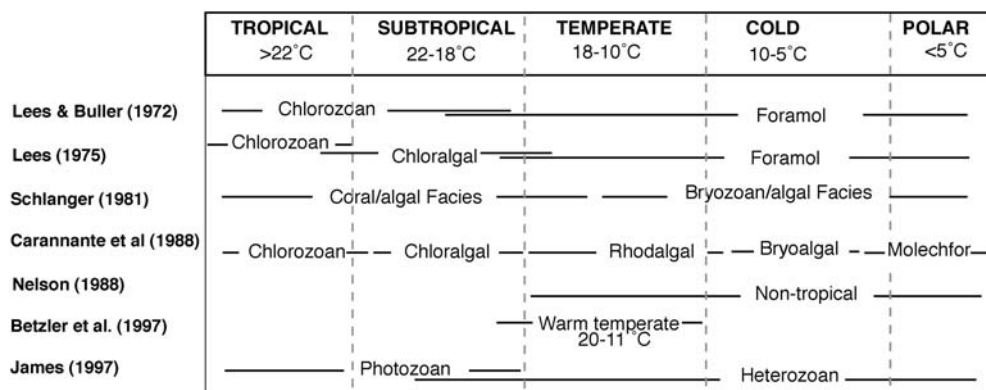 TROPICAL SUBTROPICAL TEMPERATE COLD POLAR
>22˚C 22-18˚C 18-10˚C 10-5˚C <5˚C
Lees & Buller (1972) Chlorozoan Foramol
Lees (1975) Chlorozoan Chloralgal Foramol
Schlanger (1981) Coral/algal Facies Bryozoan/algal Facies
Carannante et al (1988) Chlorozoan Chloralgal Rhodalgal Bryoalgal Molechfor
Nelson (1988) Non-tropical
Betzler et al. (1997) Warm temperate
20-11 ˚C
James (1997) Photozoan Heterozoan